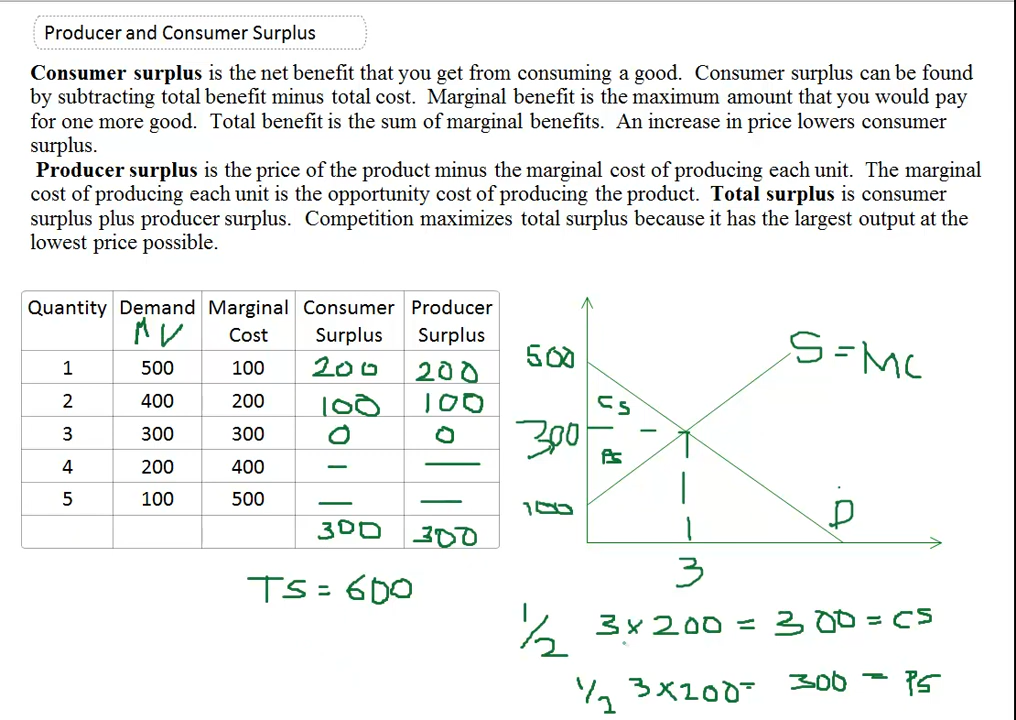 Producer and Consumer Surplus
Consumer surplus is the net benefit that you get from consuming a good. Consumer surplus can be found
by subtracting total benefit minus total cost. Marginal benefit is the maximum amount that you would pay
for one more good. Total benefit is the sum of marginal benefits. An increase in price lowers consumer
surplus.
Producer surplus is the price of the product minus the marginal cost of producing each unit. The marginal
cost of producing each unit is the opportunity cost of producing the product. Total surplus is consumer
surplus plus producer surplus. Competition maximizes total surplus because it has the largest output at the
lowest price possible.
Quantity Demand Marginal Consumer Producer
MV Cost Surplus Surplus
1 500 100 200 200
2 400 200 100 100
3 300 300 0 0
4 200 400 — —
5 100 500 — —
300 300
TS = 600
S = MC
500
CS
300
PS
100
D
3
1/2 3 x 200 = 300 = CS
1/2 3 x 200 = 300 = PS